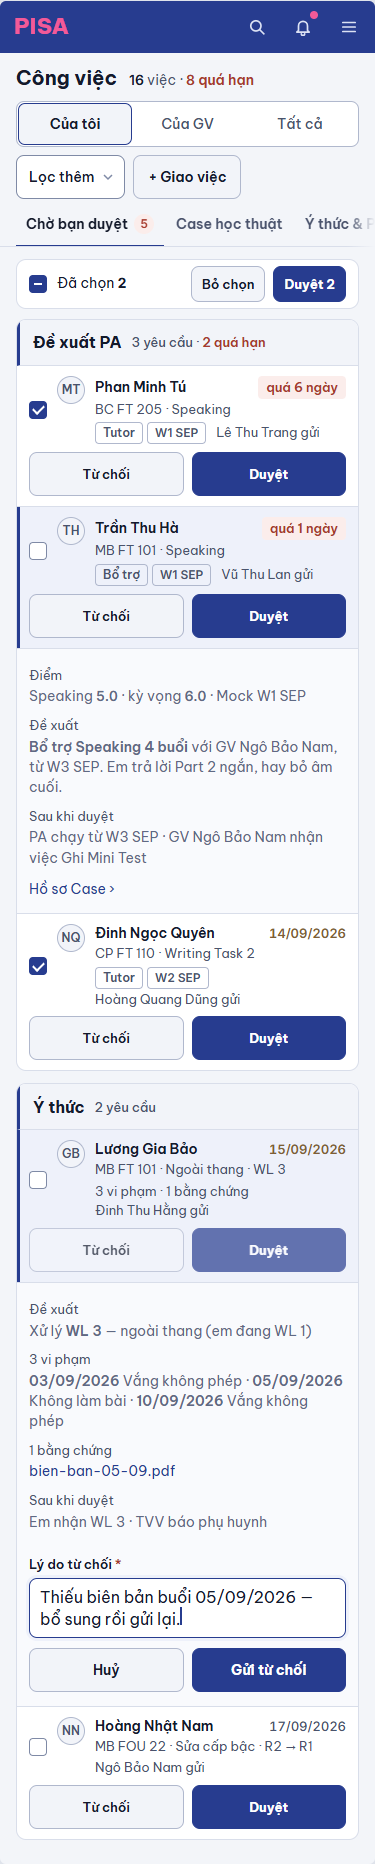 PISA
Công việc 16 việc · 8 quá hạn
Của tôi Của GV Tất cả
Lọc thêm + Giao việc
Chờ bạn duyệt 5 Case học thuật Ý thức &
Đã chọn 2 Bỏ chọn Duyệt 2
Đề xuất PA 3 yêu cầu · 2 quá hạn
MT Phan Minh Tú quá 6 ngày
BC FT 205 · Speaking
Tutor W1 SEP Lê Thu Trang gửi
Từ chối Duyệt
TH Trần Thu Hà quá 1 ngày
MB FT 101 · Speaking
Bổ trợ W1 SEP Vũ Thu Lan gửi
Từ chối Duyệt
Điểm
Speaking 5.0 · kỳ vọng 6.0 · Mock W1 SEP
Đề xuất
Bổ trợ Speaking 4 buổi với GV Ngô Bảo Nam,
từ W3 SEP. Em trả lời Part 2 ngắn, hay bỏ âm
cuối.
Sau khi duyệt
PA chạy từ W3 SEP · GV Ngô Bảo Nam nhận
việc Ghi Mini Test
Hồ sơ Case ›
NQ Đinh Ngọc Quyên 14/09/2026
CP FT 110 · Writing Task 2
Tutor W2 SEP
Hoàng Quang Dũng gửi
Từ chối Duyệt
Ý thức 2 yêu cầu
GB Lương Gia Bảo 15/09/2026
MB FT 101 · Ngoài thang · WL 3
3 vi phạm · 1 bằng chứng
Đinh Thu Hằng gửi
Từ chối Duyệt
Đề xuất
Xử lý WL 3 — ngoài thang (em đang WL 1)
3 vi phạm
03/09/2026 Vắng không phép · 05/09/2026
Không làm bài · 10/09/2026 Vắng không
phép
1 bằng chứng
bien-ban-05-09.pdf
Sau khi duyệt
Em nhận WL 3 · TVV báo phụ huynh
Lý do từ chối *
Thiếu biên bản buổi 05/09/2026 —
bổ sung rồi gửi lại.
Huỷ Gửi từ chối
NN Hoàng Nhật Nam 17/09/2026
MB FOU 22 · Sửa cấp bậc · R2 → R1
Ngô Bảo Nam gửi
Từ chối Duyệt